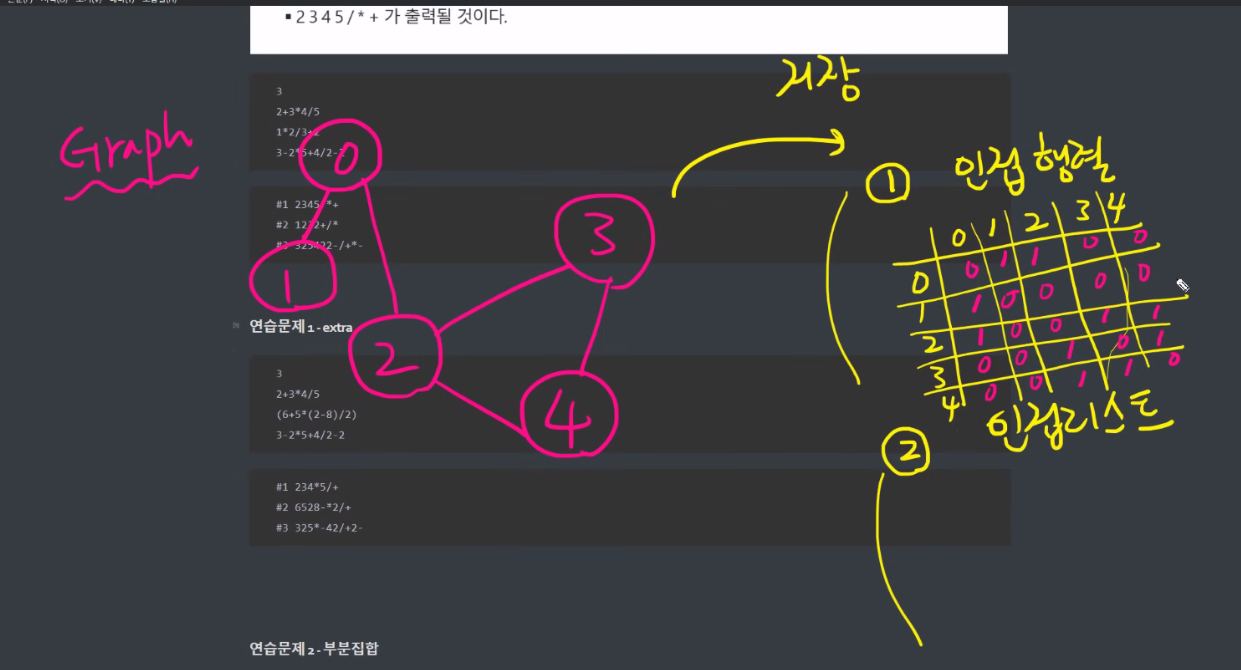 ▪ 2 3 4 5 / * + 가 출력될 것이다.
3
2+3*4/5
1*2/3+2
3-2*5+4/2-2
#1 2345/*+
#2 1232+/*
#3 325422-/+*-
연습문제 1 - extra
3
2+3*4/5
(6+5*(2-8)/2)
3-2*5+4/2-2
#1 234*5/+
#2 6528-*2/+
#3 325*-42/+2-
연습문제 2 - 부분집합
Graph
0
1
2
3
4
저장
① 인접 행렬
0 1 2 3 4
0 0 1 1 0 0
1 1 0 0 0 0
2 1 0 0 1 1
3 0 0 1 0 1
4 0 0 1 1 0
② 인접리스트